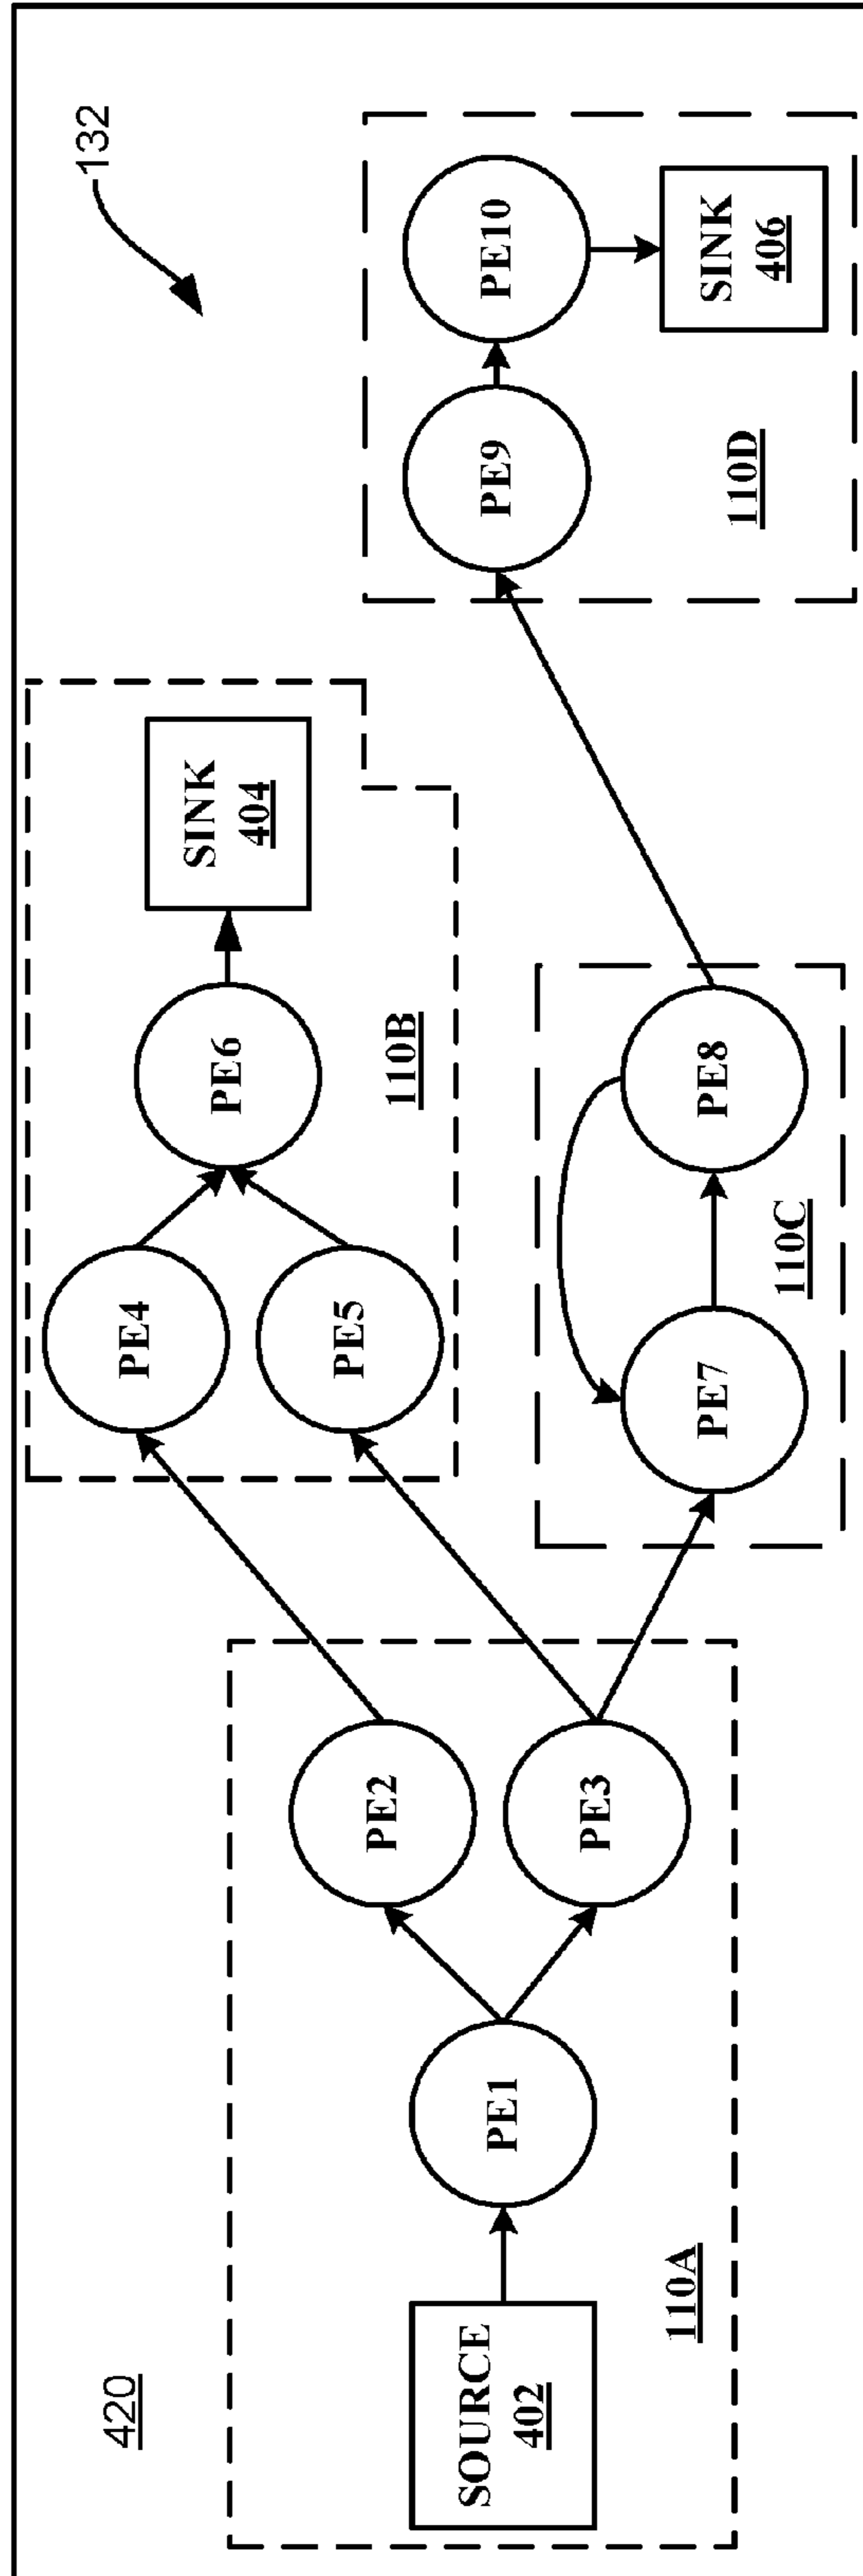 420
132
SOURCE
402
PE1
PE2
PE3
110A
PE4
PE5
PE6
SINK
404
110B
PE7
PE8
110C
PE9
PE10
SINK
406
110D